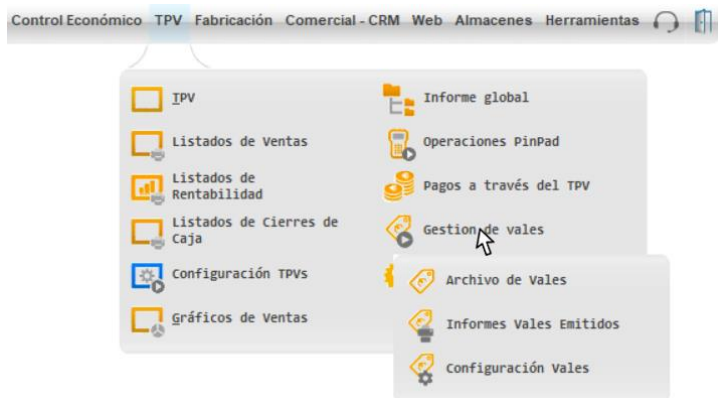 Control Económico TPV Fabricación Comercial - CRM Web Almacenes Herramientas
TPV
Listados de Ventas
Listados de
Rentabilidad
Listados de Cierres de
Caja
Configuración TPVs
gráficos de Ventas
Informe global
Operaciones PinPad
Pagos a través del TPV
Gestion de vales
Archivo de Vales
Informes Vales Emitidos
Configuración Vales